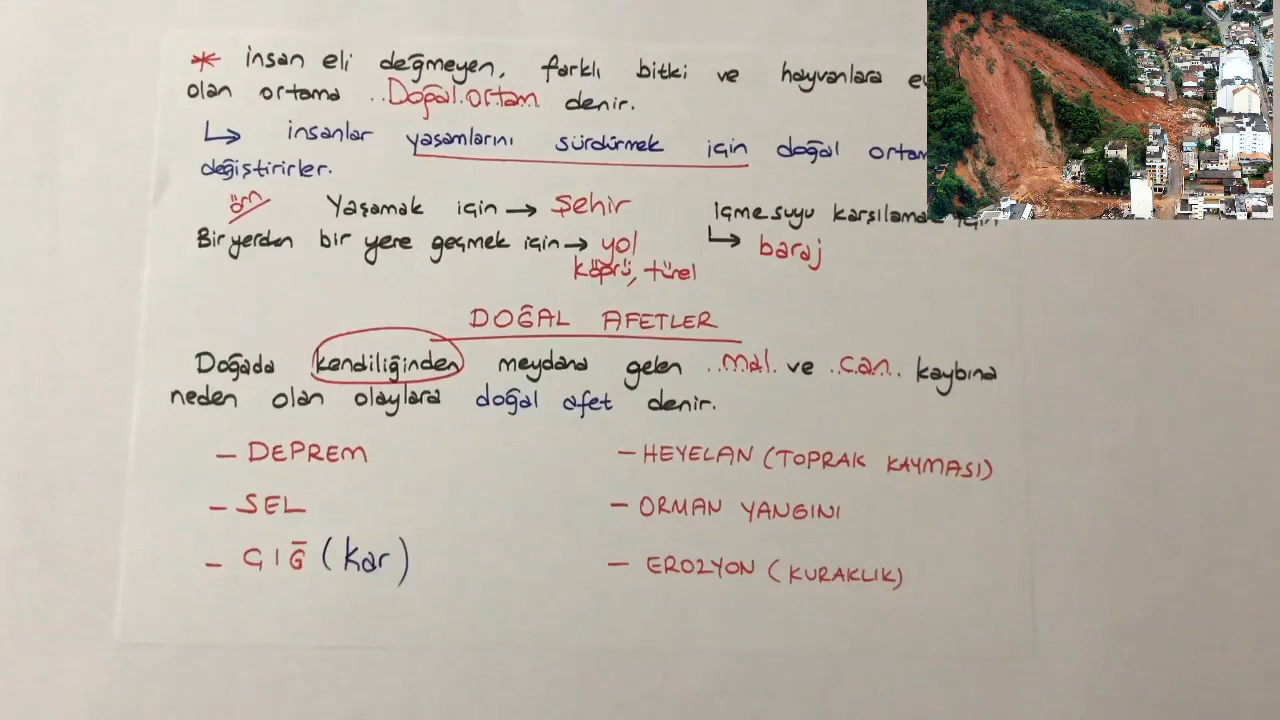 * İnsan eli değmeyen, farklı bitki ve hayvanlara
olan ortama ..Doğal.ortam denir.
↳ insanlar yaşamlarını sürdürmek için doğal
değiştirirler.
örn Yaşamak için → Şehir
İçme suyu karşılamak için
Bir yerden bir yere geçmek için → yol
↳ baraj
köprü, tünel
DOĞAL AFETLER
Doğada kendiliğinden meydana gelen ..mal. ve .can.. kaybına
neden olan olaylara doğal afet denir.
- DEPREM
- HEYELAN (TOPRAK KAYMASI)
- SEL
- ORMAN YANGINI
- ÇIĞ (kar)
- EROZYON (KURAKLIK)